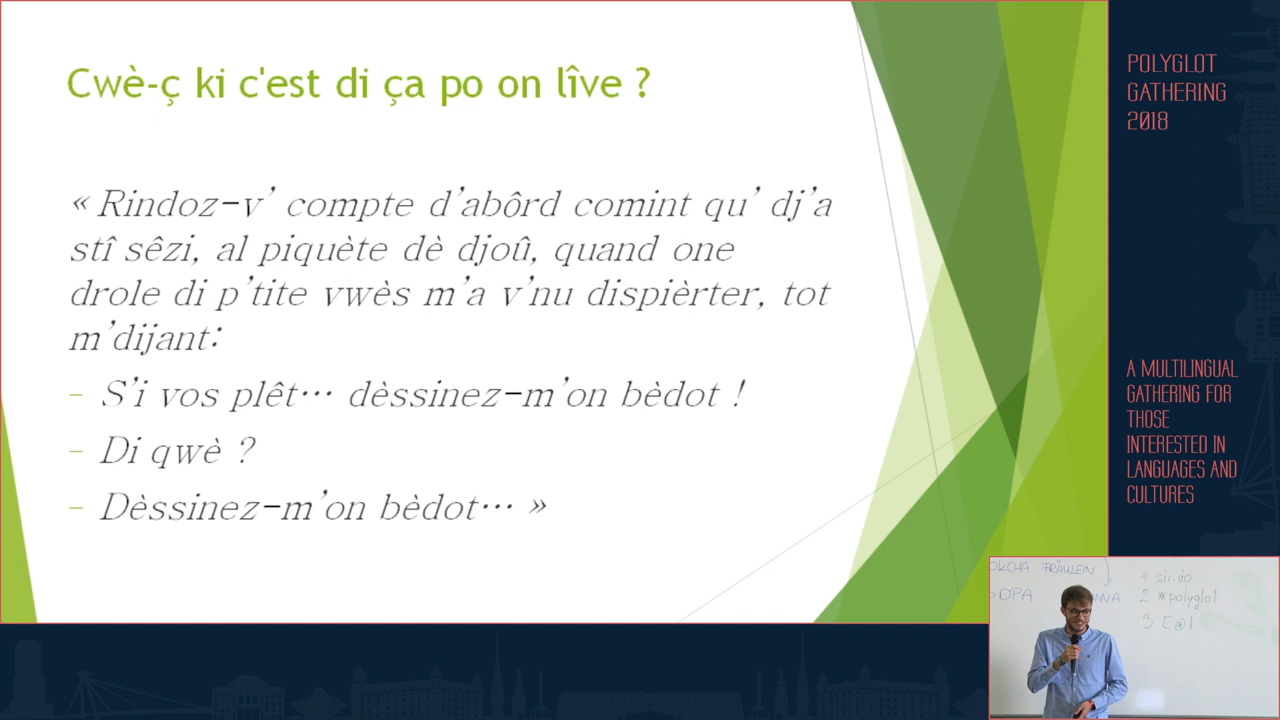 Cwè-ç ki c'est di ça po on lîve ?
« Rindoz-v' compte d'abôrd comint qu' dj'a
stî sêzi, al piquète dè djoû, quand one
drole di p'tite vwès m'a v'nu dispièrter, tot
m'dijant:
– S'i vos plêt… dèssinez-m'on bèdot !
– Di qwè ?
– Dèssinez-m'on bèdot… »
POLYGLOT
GATHERING
2018
A MULTILINGUAL
GATHERING FOR
THOSE
INTERESTED IN
LANGUAGES AND
CULTURES
FRÄULEIN
1. sli.do
2. #polyglot
3. E@I